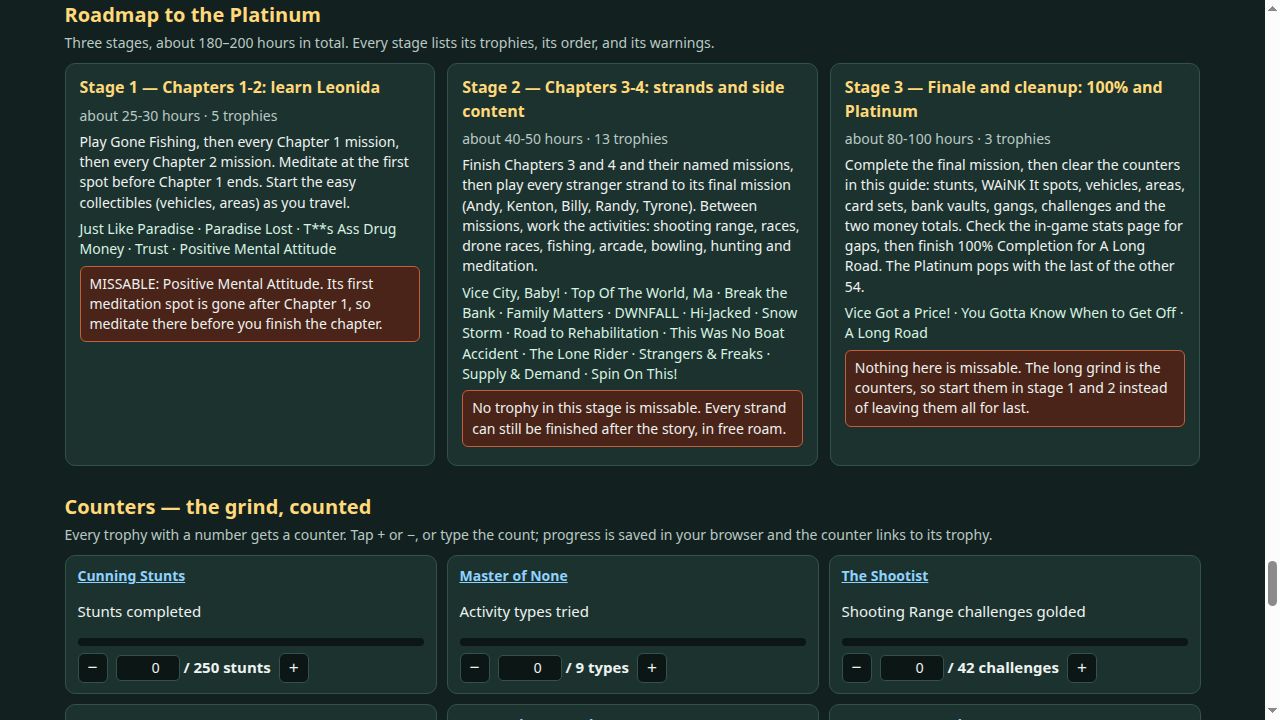 Roadmap to the Platinum
Three stages, about 180–200 hours in total. Every stage lists its trophies, its order, and its warnings.
Stage 1 — Chapters 1-2: learn Leonida
about 25-30 hours · 5 trophies
Play Gone Fishing, then every Chapter 1 mission,
then every Chapter 2 mission. Meditate at the first
spot before Chapter 1 ends. Start the easy
collectibles (vehicles, areas) as you travel.
Just Like Paradise · Paradise Lost · T**s Ass Drug
Money · Trust · Positive Mental Attitude
MISSABLE: Positive Mental Attitude. Its first
meditation spot is gone after Chapter 1, so
meditate there before you finish the chapter.
Stage 2 — Chapters 3-4: strands and side
content
about 40-50 hours · 13 trophies
Finish Chapters 3 and 4 and their named missions,
then play every stranger strand to its final mission
(Andy, Kenton, Billy, Randy, Tyrone). Between
missions, work the activities: shooting range, races,
drone races, fishing, arcade, bowling, hunting and
meditation.
Vice City, Baby! · Top Of The World, Ma · Break the
Bank · Family Matters · DWNFALL · Hi-Jacked · Snow
Storm · Road to Rehabilitation · This Was No Boat
Accident · The Lone Rider · Strangers & Freaks ·
Supply & Demand · Spin On This!
No trophy in this stage is missable. Every strand
can still be finished after the story, in free roam.
Stage 3 — Finale and cleanup: 100% and
Platinum
about 80-100 hours · 3 trophies
Complete the final mission, then clear the counters
in this guide: stunts, WAiNK It spots, vehicles, areas,
card sets, bank vaults, gangs, challenges and the
two money totals. Check the in-game stats page for
gaps, then finish 100% Completion for A Long
Road. The Platinum pops with the last of the other
54.
Vice Got a Price! · You Gotta Know When to Get Off ·
A Long Road
Nothing here is missable. The long grind is the
counters, so start them in stage 1 and 2 instead
of leaving them all for last.
Counters — the grind, counted
Every trophy with a number gets a counter. Tap + or −, or type the count; progress is saved in your browser and the counter links to its trophy.
Cunning Stunts
Stunts completed
− 0 / 250 stunts +
Master of None
Activity types tried
− 0 / 9 types +
The Shootist
Shooting Range challenges golded
− 0 / 42 challenges +